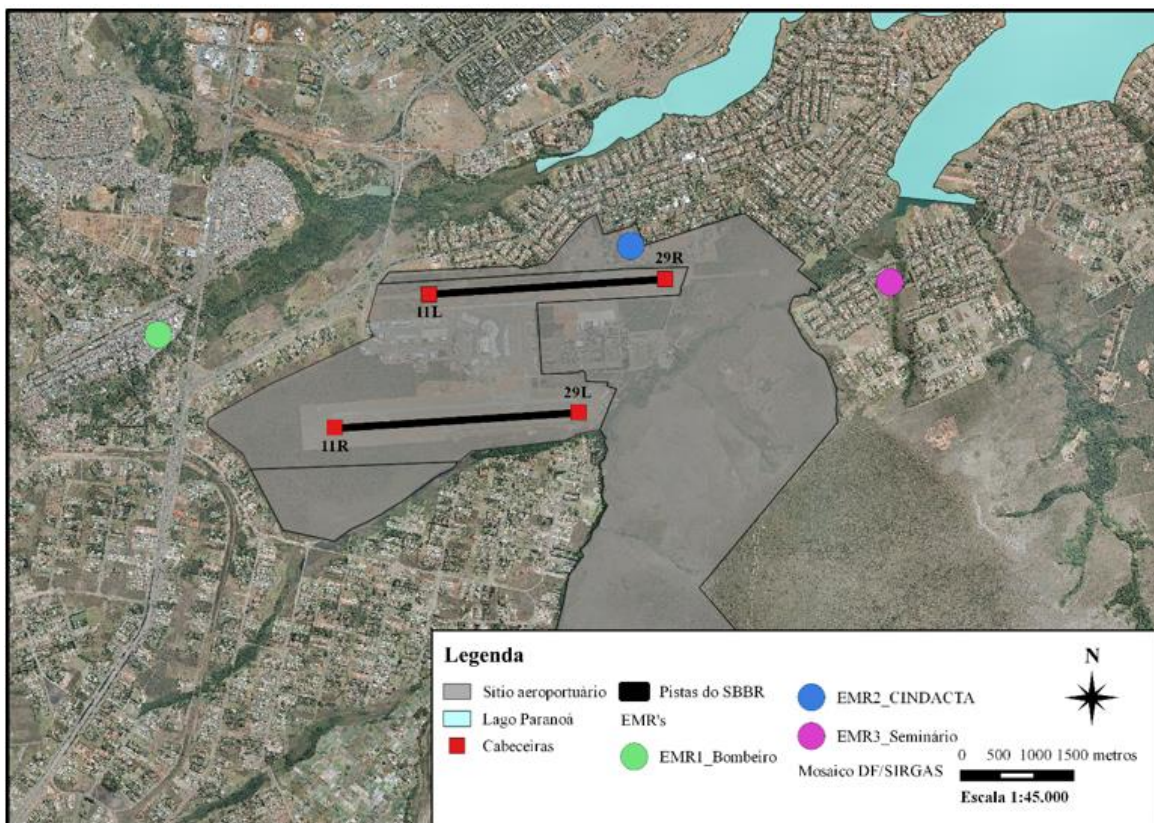 29R
11L
29L
11R
Legenda
Sitio aeroportuário
Lago Paranoá
Cabeceiras
Pistas do SBBR
EMR's
EMR1_Bombeiro
EMR2_CINDACTA
EMR3_Seminário
Mosaico DF/SIRGAS
N
0 500 1000 1500 metros
Escala 1:45.000